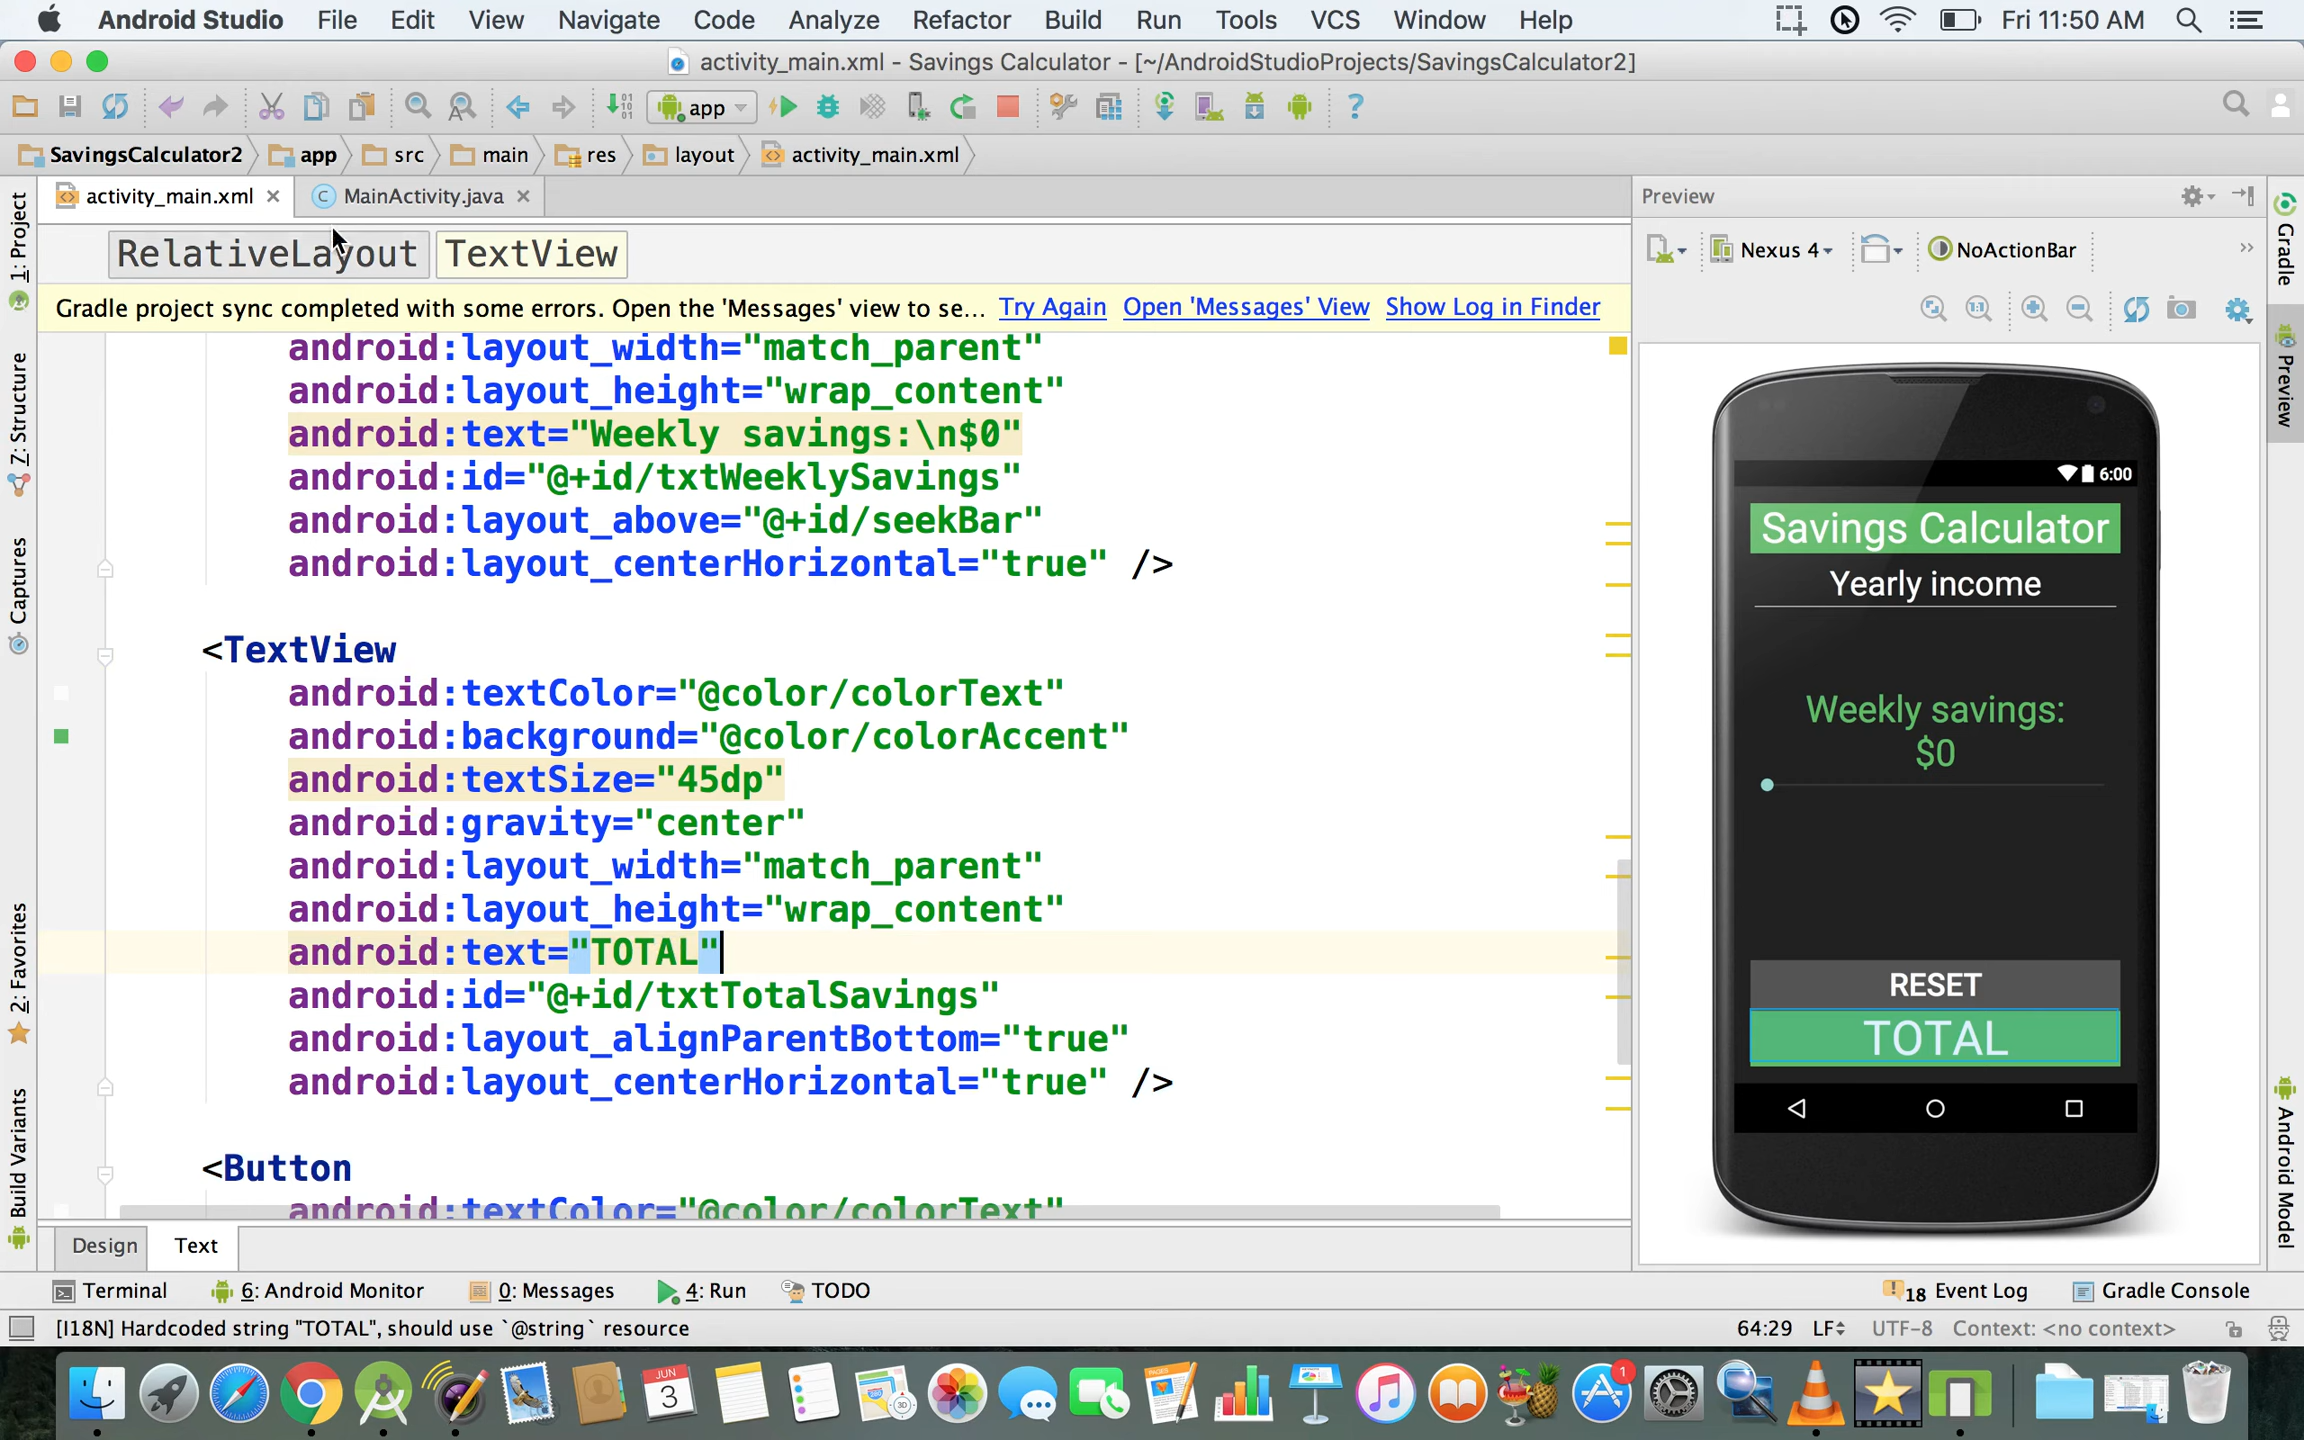 Android Studio File Edit View Navigate Code Analyze Refactor Build Run Tools VCS Window Help Fri 11:50 AM
activity_main.xml - Savings Calculator - [~/AndroidStudioProjects/SavingsCalculator2]
app
SavingsCalculator2 app src main res layout activity_main.xml
activity_main.xml MainActivity.java
RelativeLayout TextView
Gradle project sync completed with some errors. Open the 'Messages' view to se... Try Again Open 'Messages' View Show Log in Finder
android:layout_width="match_parent"
android:layout_height="wrap_content"
android:text="Weekly savings:\n$0"
android:id="@+id/txtWeeklySavings"
android:layout_above="@+id/seekBar"
android:layout_centerHorizontal="true" />
<TextView
android:textColor="@color/colorText"
android:background="@color/colorAccent"
android:textSize="45dp"
android:gravity="center"
android:layout_width="match_parent"
android:layout_height="wrap_content"
android:text="TOTAL"
android:id="@+id/txtTotalSavings"
android:layout_alignParentBottom="true"
android:layout_centerHorizontal="true" />
<Button
android:textColor="@color/colorText"
Design Text
1: Project
7: Structure
Captures
2: Favorites
Build Variants
Preview
Nexus 4 NoActionBar
6:00
Savings Calculator
Yearly income
Weekly savings:
$0
RESET
TOTAL
Gradle
Preview
Android Model
Terminal 6: Android Monitor 0: Messages 4: Run TODO 18 Event Log Gradle Console
[I18N] Hardcoded string "TOTAL", should use `@string` resource 64:29 LF UTF-8 Context: <no context>
JUN
3
1